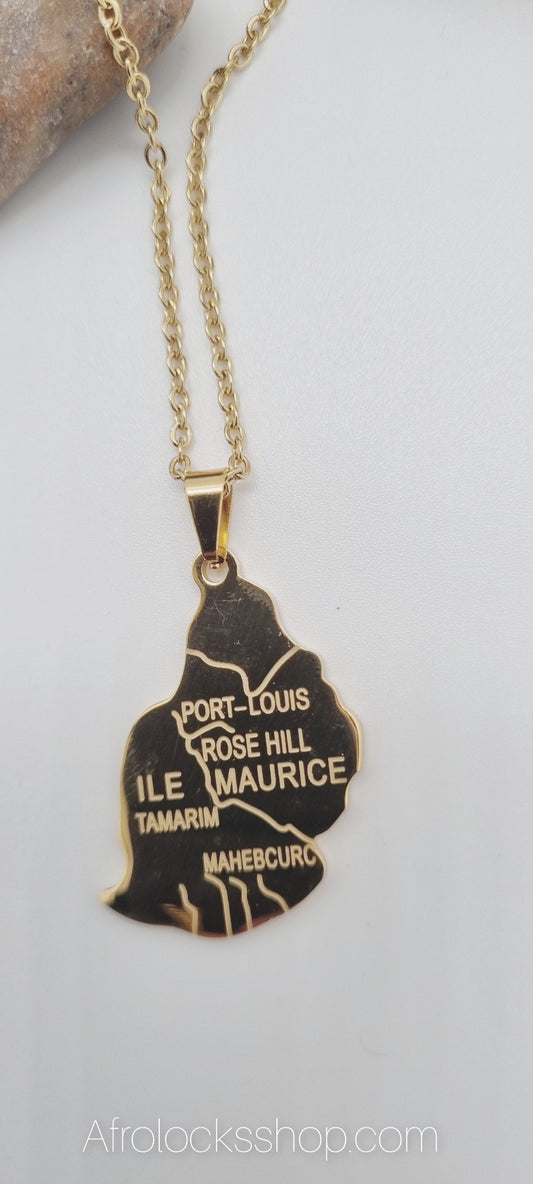 PORT-LOUIS
ROSE HILL
ILE MAURICE
TAMARIM
MAHEBCURC
Afrolocksshop.com